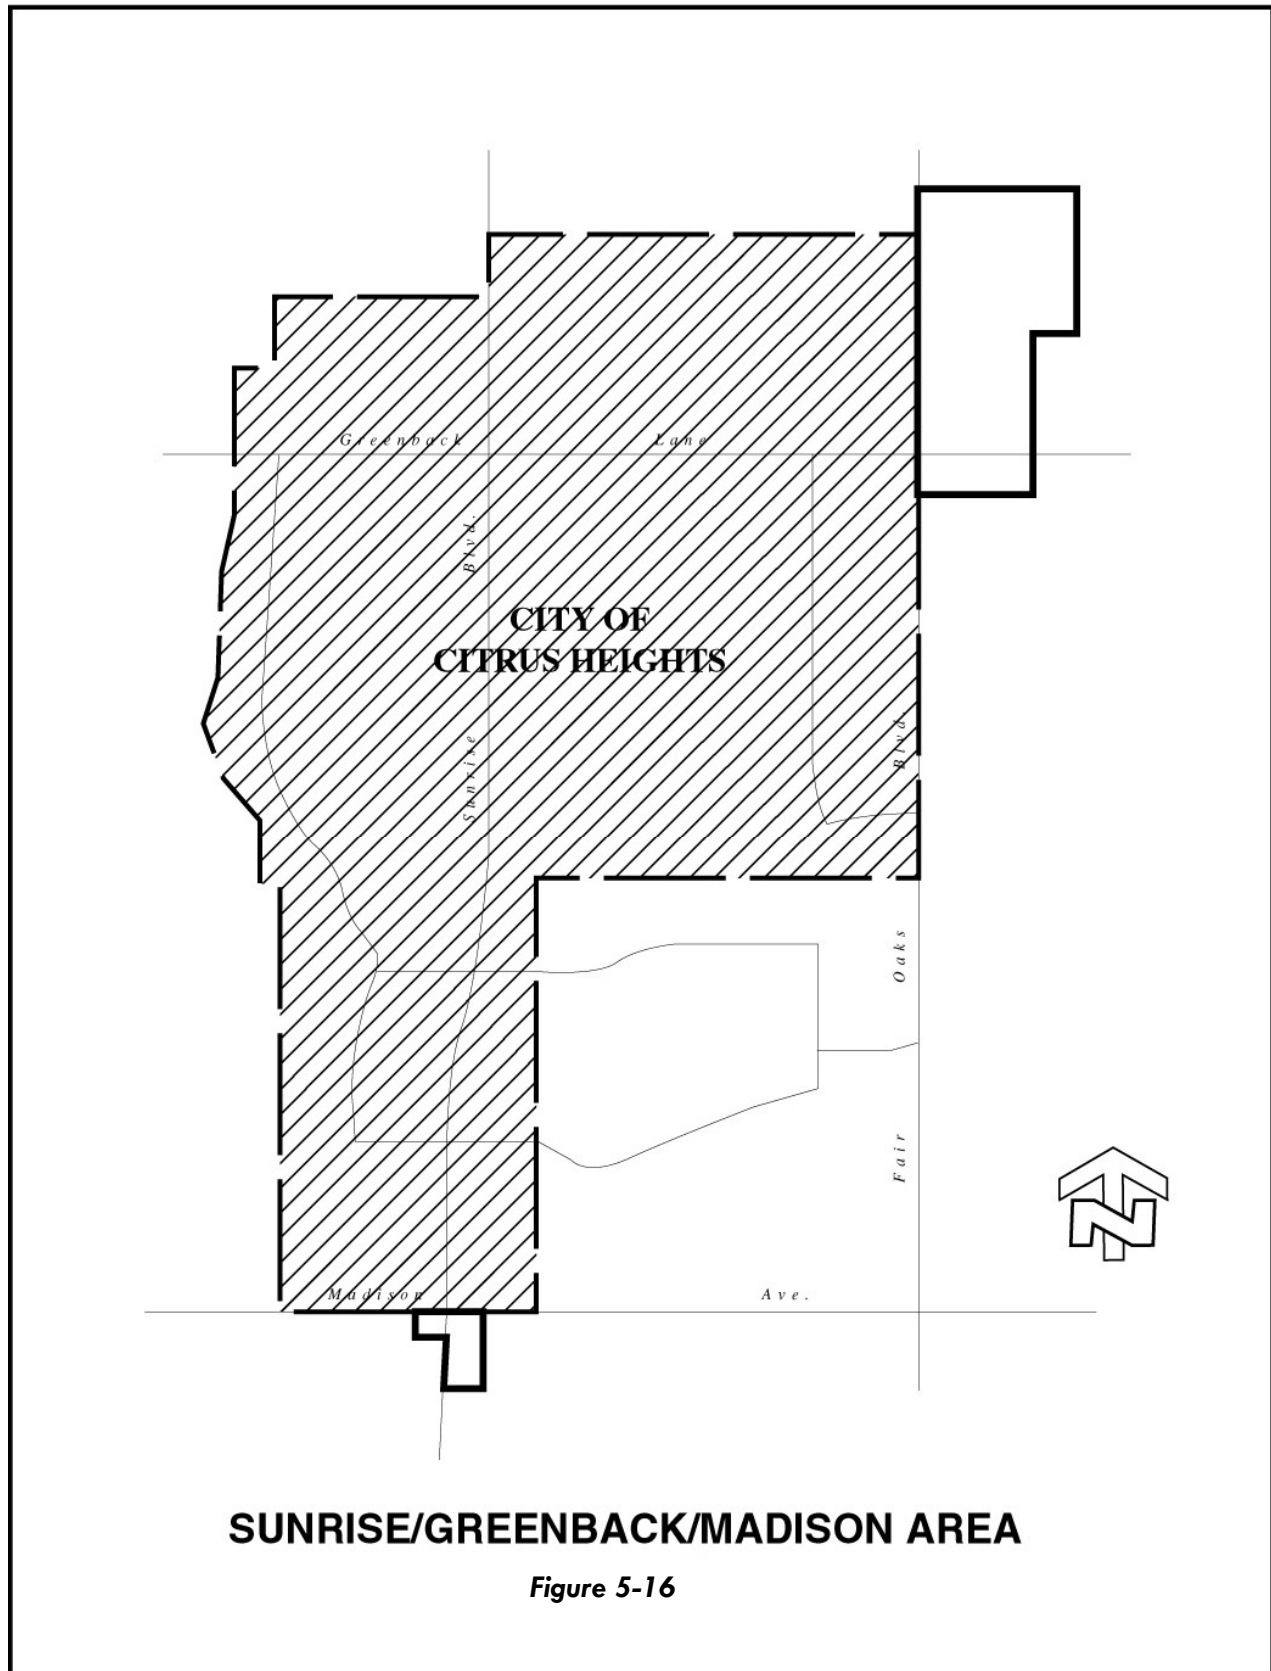 Greenback Lane
Blvd.
CITY OF
CITRUS HEIGHTS
Sunrise
Blvd
Oaks
Fair
Madison Ave.
N
SUNRISE/GREENBACK/MADISON AREA
Figure 5-16